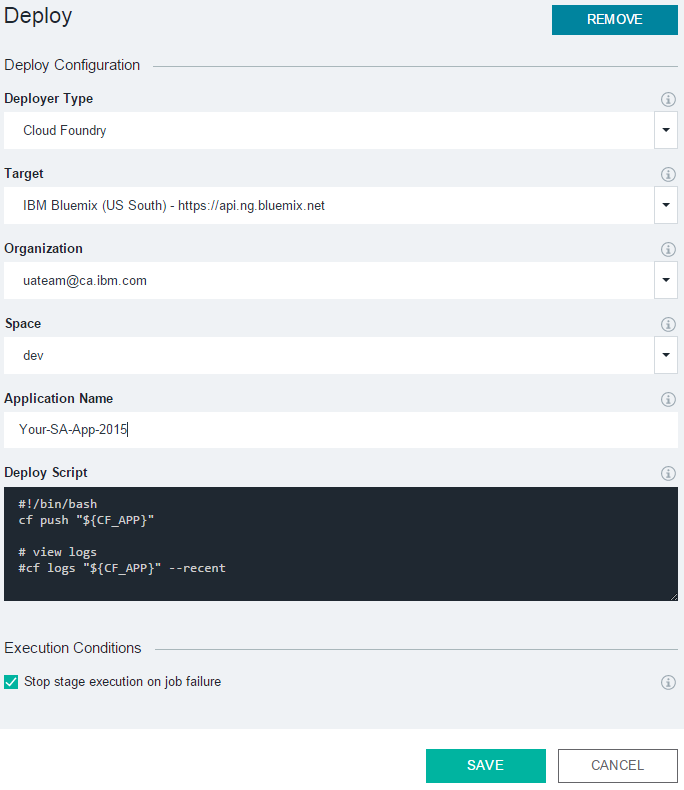 Deploy
REMOVE
Deploy Configuration
Deployer Type
Cloud Foundry
Target
IBM Bluemix (US South) - https://api.ng.bluemix.net
Organization
uateam@ca.ibm.com
Space
dev
Application Name
Your-SA-App-2015
Deploy Script
#!/bin/bash
cf push "${CF_APP}"
# view logs
#cf logs "${CF_APP}" --recent
Execution Conditions
Stop stage execution on job failure
SAVE
CANCEL